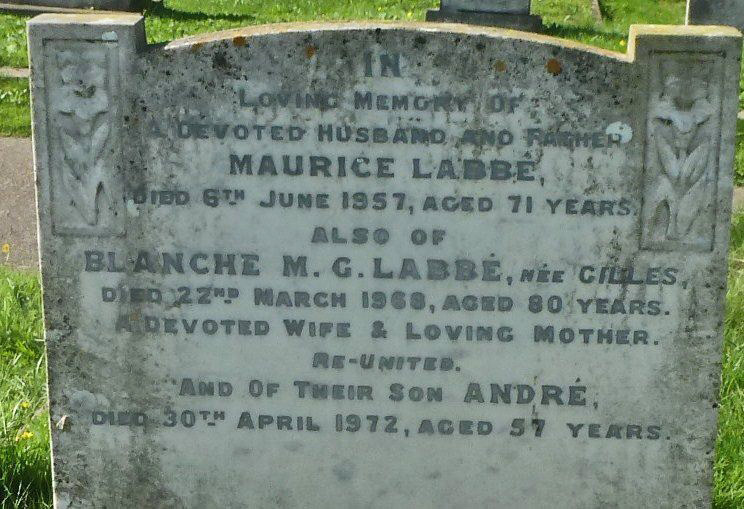 IN
LOVING MEMORY OF
A DEVOTED HUSBAND AND FATHER
MAURICE LABBÉ,
DIED 6TH JUNE 1957, AGED 71 YEARS
ALSO OF
BLANCHE M. G. LABBÉ, NÉE GILLES,
DIED 22ND MARCH 1968, AGED 80 YEARS.
A DEVOTED WIFE & LOVING MOTHER.
RE-UNITED.
AND OF THEIR SON ANDRÉ,
DIED 30TH APRIL 1972, AGED 57 YEARS.